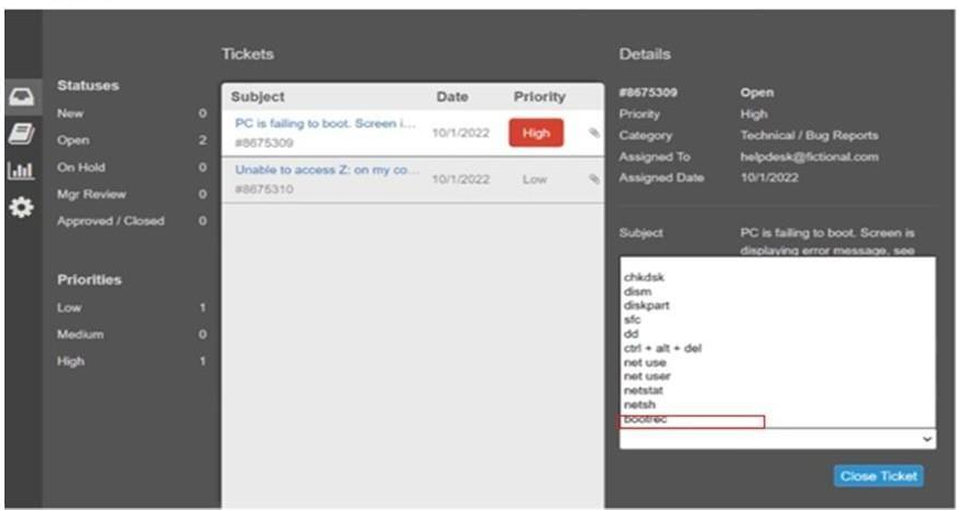 Tickets
Details
Statuses
New 0
Open 2
On Hold 0
Mgr Review 0
Approved / Closed 0
Priorities
Low 1
Medium 0
High 1
Subject Date Priority
PC is failing to boot. Screen i... 10/1/2022 High
#8675309
Unable to access Z: on my co... 10/1/2022 Low
#8675310
#8675309 Open
Priority High
Category Technical / Bug Reports
Assigned To helpdesk@fictional.com
Assigned Date 10/1/2022
Subject PC is failing to boot. Screen is
displaying error message, see
chkdsk
dism
diskpart
sfc
dd
ctrl + alt + del
net use
net user
netstat
netsh
bootrec
Close Ticket